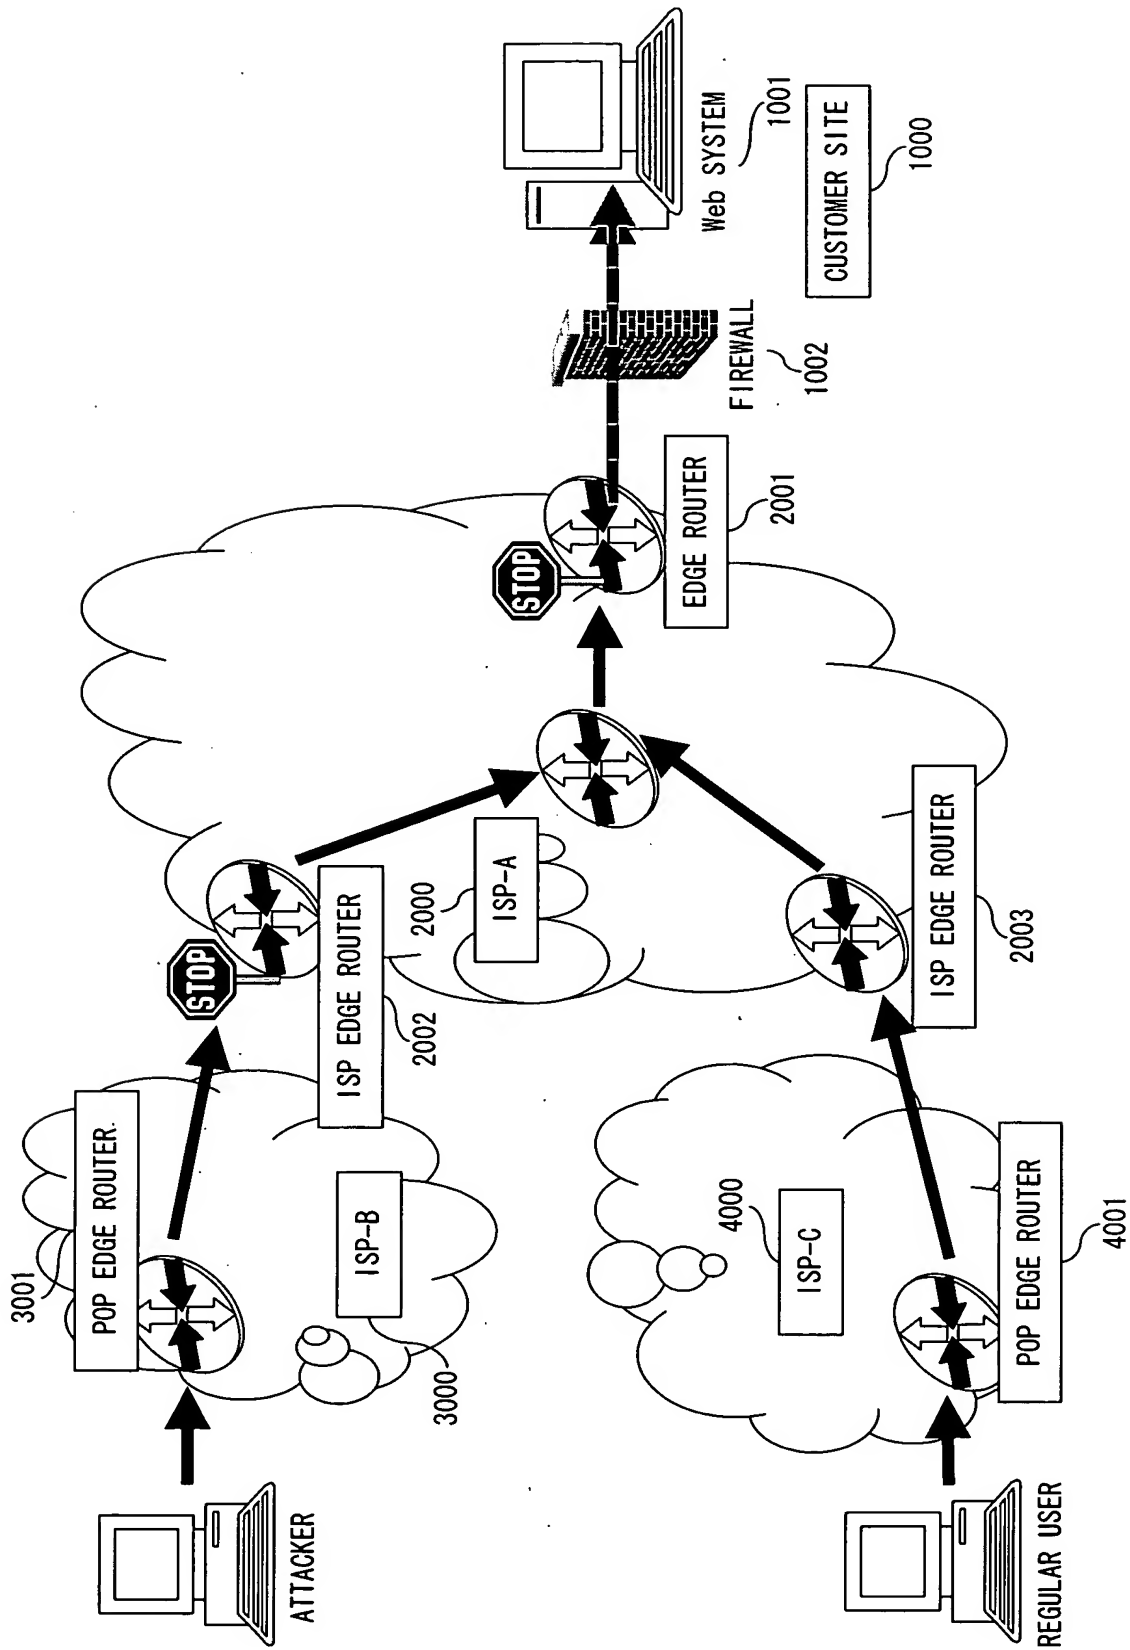 ATTACKER
3001
POP EDGE ROUTER.
ISP-B
3000
STOP
ISP EDGE ROUTER
2002
2000
ISP-A
STOP
EDGE ROUTER
2001
FIREWALL
1002
Web SYSTEM
1001
CUSTOMER SITE
1000
REGULAR USER
4000
ISP-C
POP EDGE ROUTER
4001
ISP EDGE ROUTER
2003